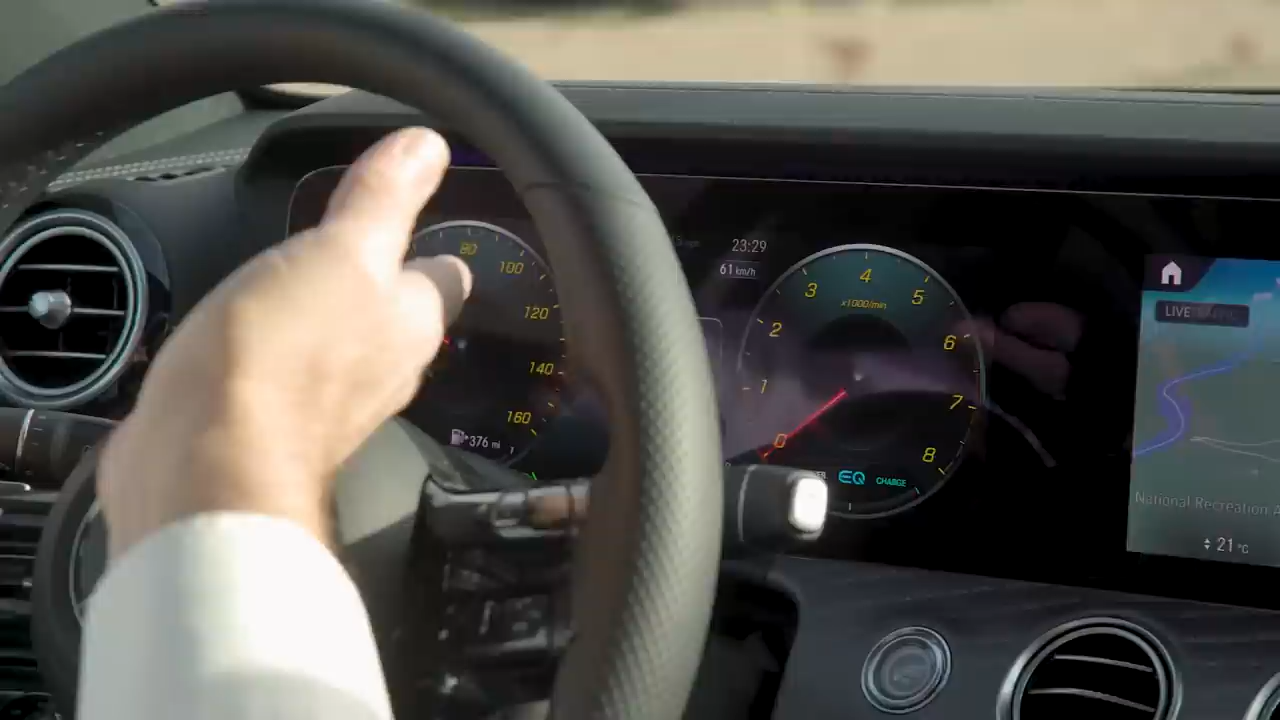 80
100
120
140
160
376 mi
23:29
61 km/h
4
3
5
x1000/min
2
6
1
7
0
8
EQ
CHARGE
LIVE
National Recreation
21 °C